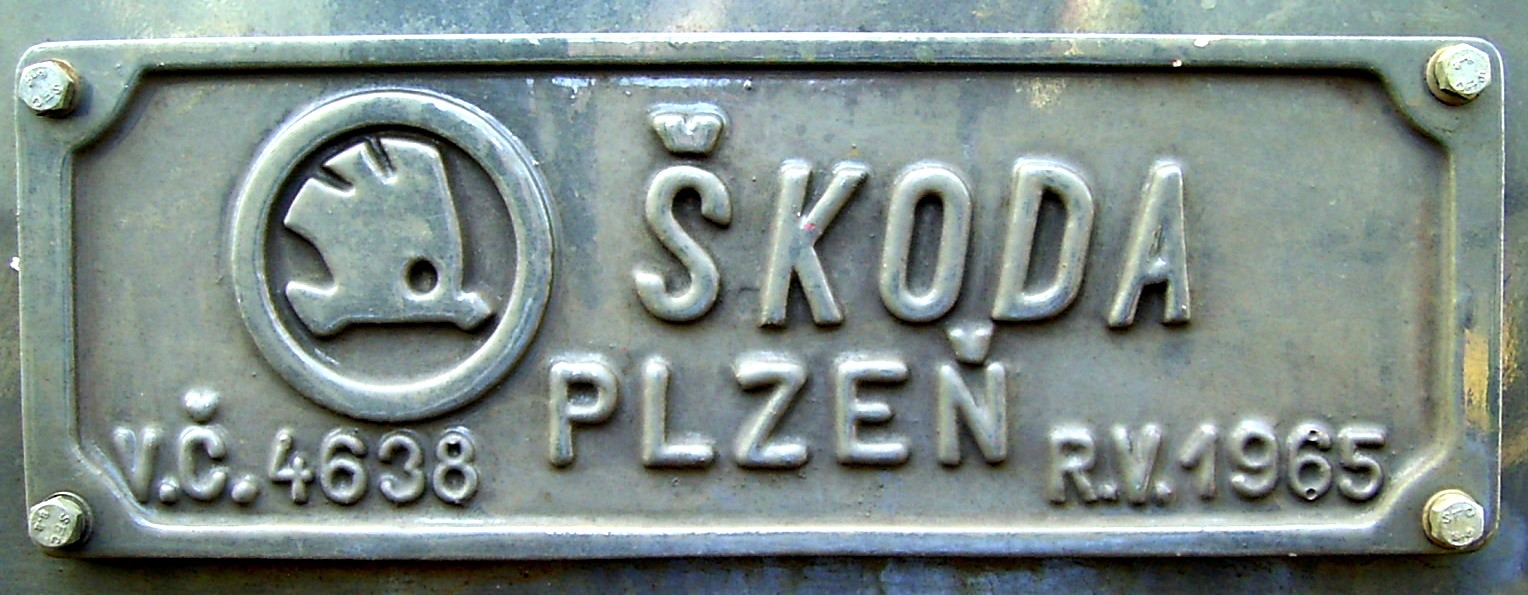 ŠKODA
PLZEŇ
V.Č.4638
R.V.1965